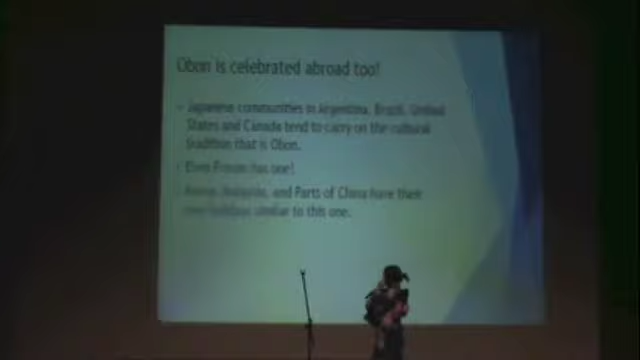 Obon is celebrated abroad too!
Japanese communities in Argentina, Brazil, United
States and Canada tend to carry on the cultural
tradition that is Obon.
Even Fresno has one!
and Parts of China have their
own holidays similar to this one.